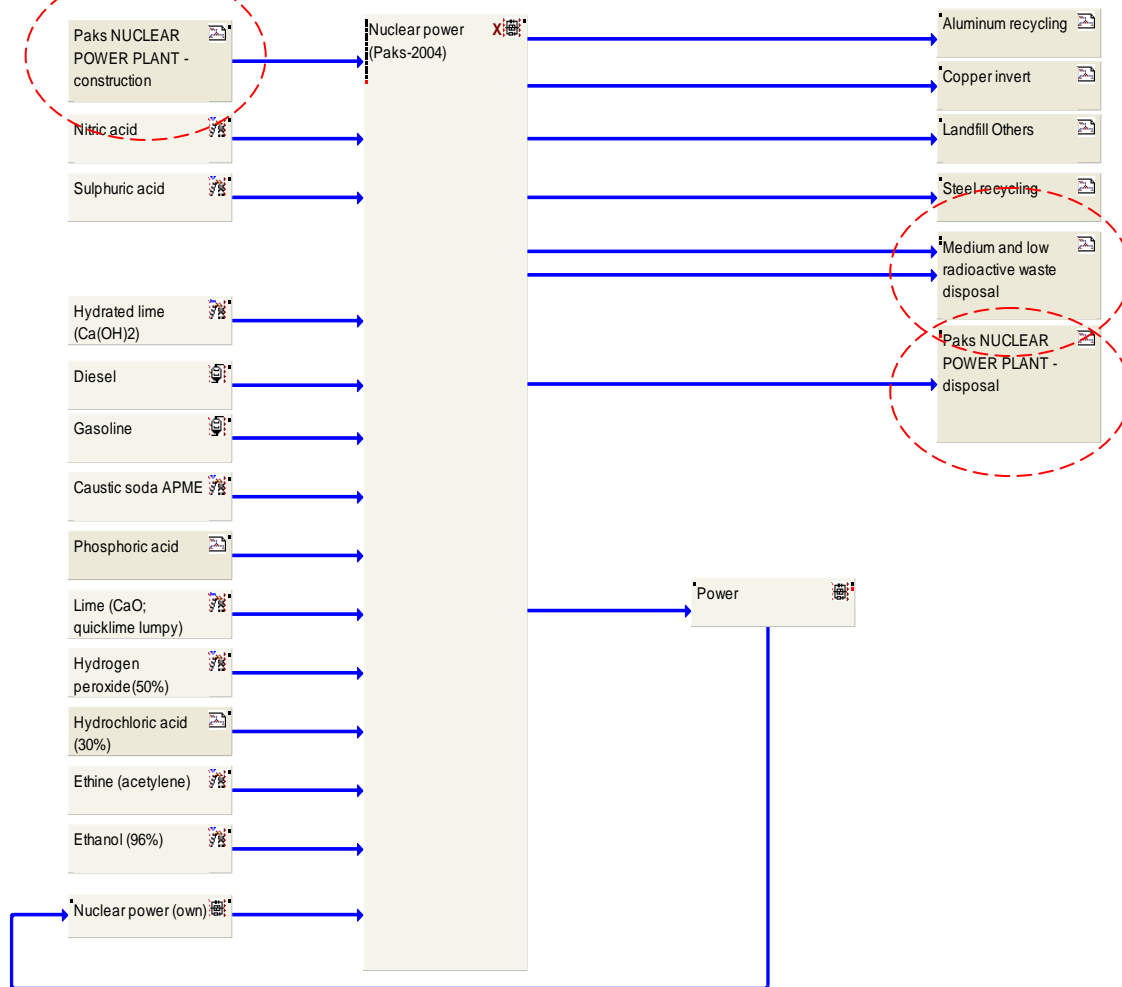 Paks NUCLEAR
POWER PLANT -
construction
Nitric acid
Sulphuric acid
Hydrated lime
(Ca(OH)2)
Diesel
Gasoline
Caustic soda APME
Phosphoric acid
Lime (CaO;
quicklime lumpy)
Hydrogen
peroxide(50%)
Hydrochloric acid
(30%)
Ethine (acetylene)
Ethanol (96%)
Nuclear power (own)
Nuclear power
(Paks-2004)
X
Power
Aluminum recycling
Copper invert
Landfill Others
Steel recycling
Medium and low
radioactive waste
disposal
Paks NUCLEAR
POWER PLANT -
disposal